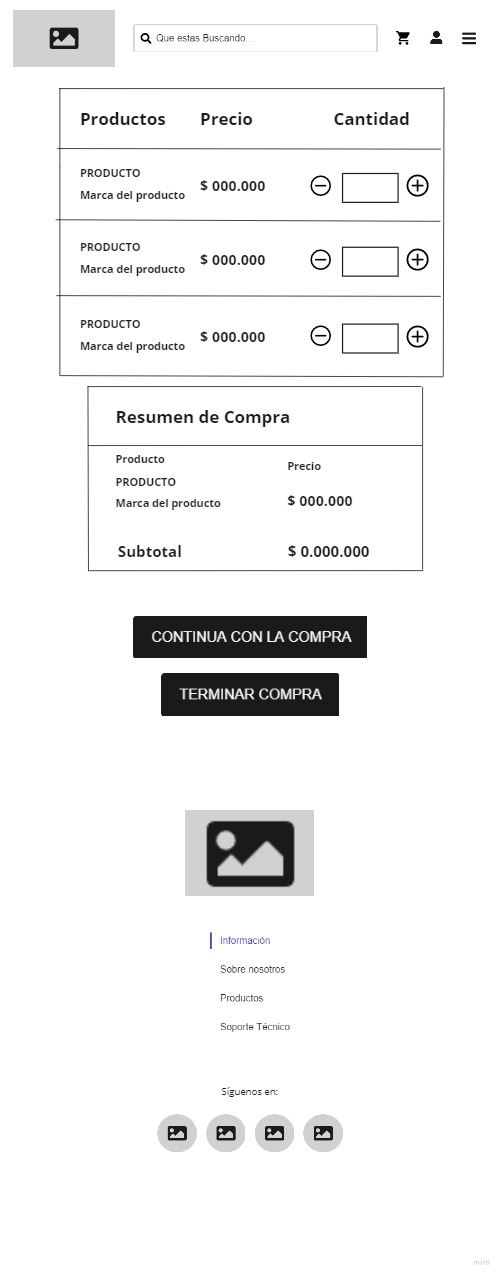 Que estas Buscando...
Productos Precio Cantidad
PRODUCTO
Marca del producto $ 000.000
PRODUCTO
Marca del producto $ 000.000
PRODUCTO
Marca del producto $ 000.000
Resumen de Compra
Producto Precio
PRODUCTO
Marca del producto $ 000.000
Subtotal $ 0.000.000
CONTINUA CON LA COMPRA
TERMINAR COMPRA
Información
Sobre nosotros
Productos
Soporte Técnico
Síguenos en:
miro